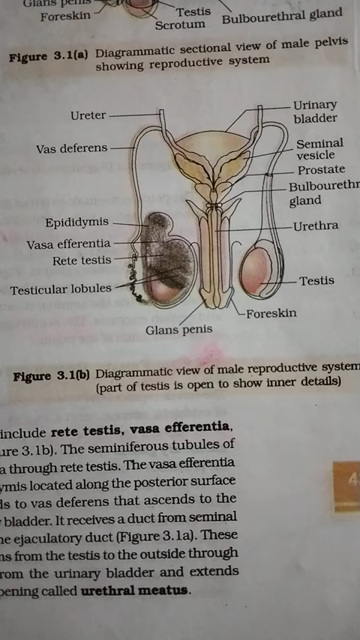 Glans penis
Foreskin
Testis
Scrotum
Bulbourethral gland
Figure 3.1(a) Diagrammatic sectional view of male pelvis
showing reproductive system
Ureter
Urinary
bladder
Vas deferens
Seminal
vesicle
Prostate
Bulbourethr
gland
Epididymis
Urethra
Vasa efferentia
Rete testis
Testis
Testicular lobules
Foreskin
Glans penis
Figure 3.1(b) Diagrammatic view of male reproductive system
(part of testis is open to show inner details)
include rete testis, vasa efferentia,
ure 3.1b). The seminiferous tubules of
a through rete testis. The vasa efferentia
ymis located along the posterior surface
ds to vas deferens that ascends to the
bladder. It receives a duct from seminal
he ejaculatory duct (Figure 3.1a). These
ns from the testis to the outside through
rom the urinary bladder and extends
pening called urethral meatus.